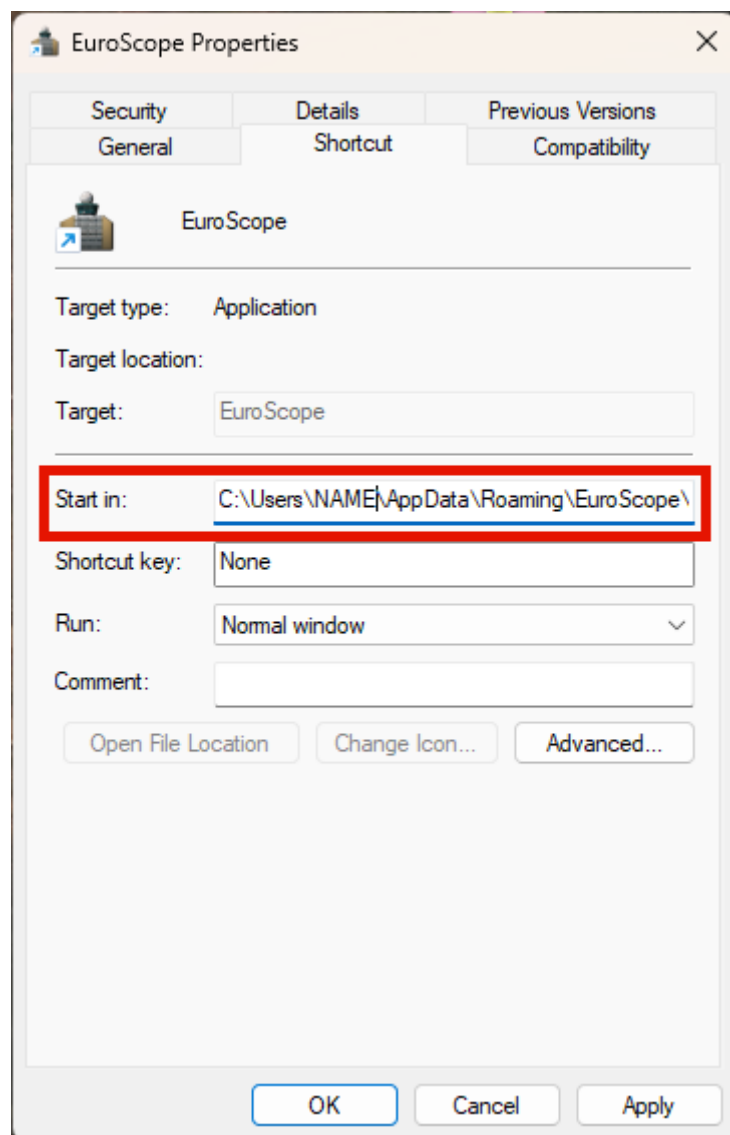 EuroScope Properties
Security Details Previous Versions
General Shortcut Compatibility
EuroScope
Target type: Application
Target location:
Target: EuroScope
Start in: C:\Users\NAME\AppData\Roaming\EuroScope\
Shortcut key: None
Run: Normal window
Comment:
Open File Location Change Icon... Advanced...
OK Cancel Apply